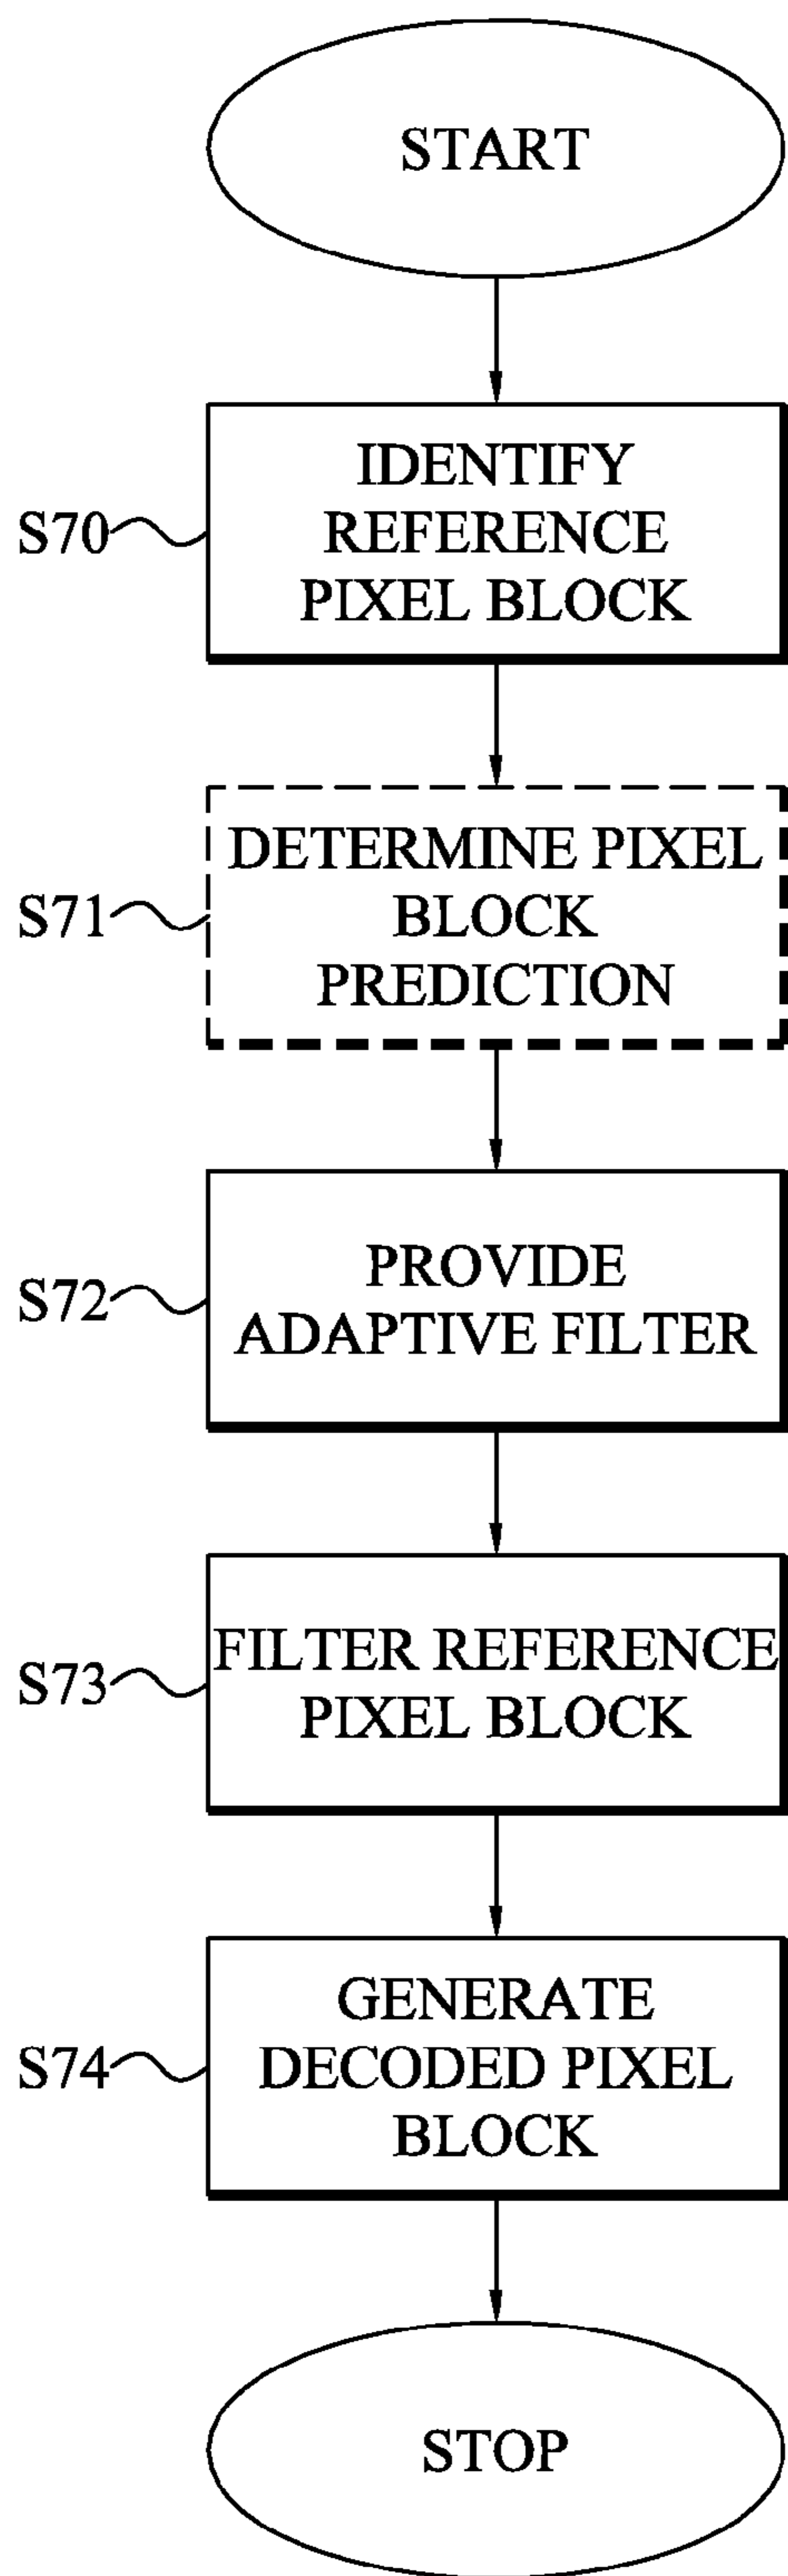 START
IDENTIFY
REFERENCE
PIXEL BLOCK
S70
DETERMINE PIXEL
BLOCK
PREDICTION
S71
PROVIDE
ADAPTIVE FILTER
S72
FILTER REFERENCE
PIXEL BLOCK
S73
GENERATE
DECODED PIXEL
BLOCK
S74
STOP